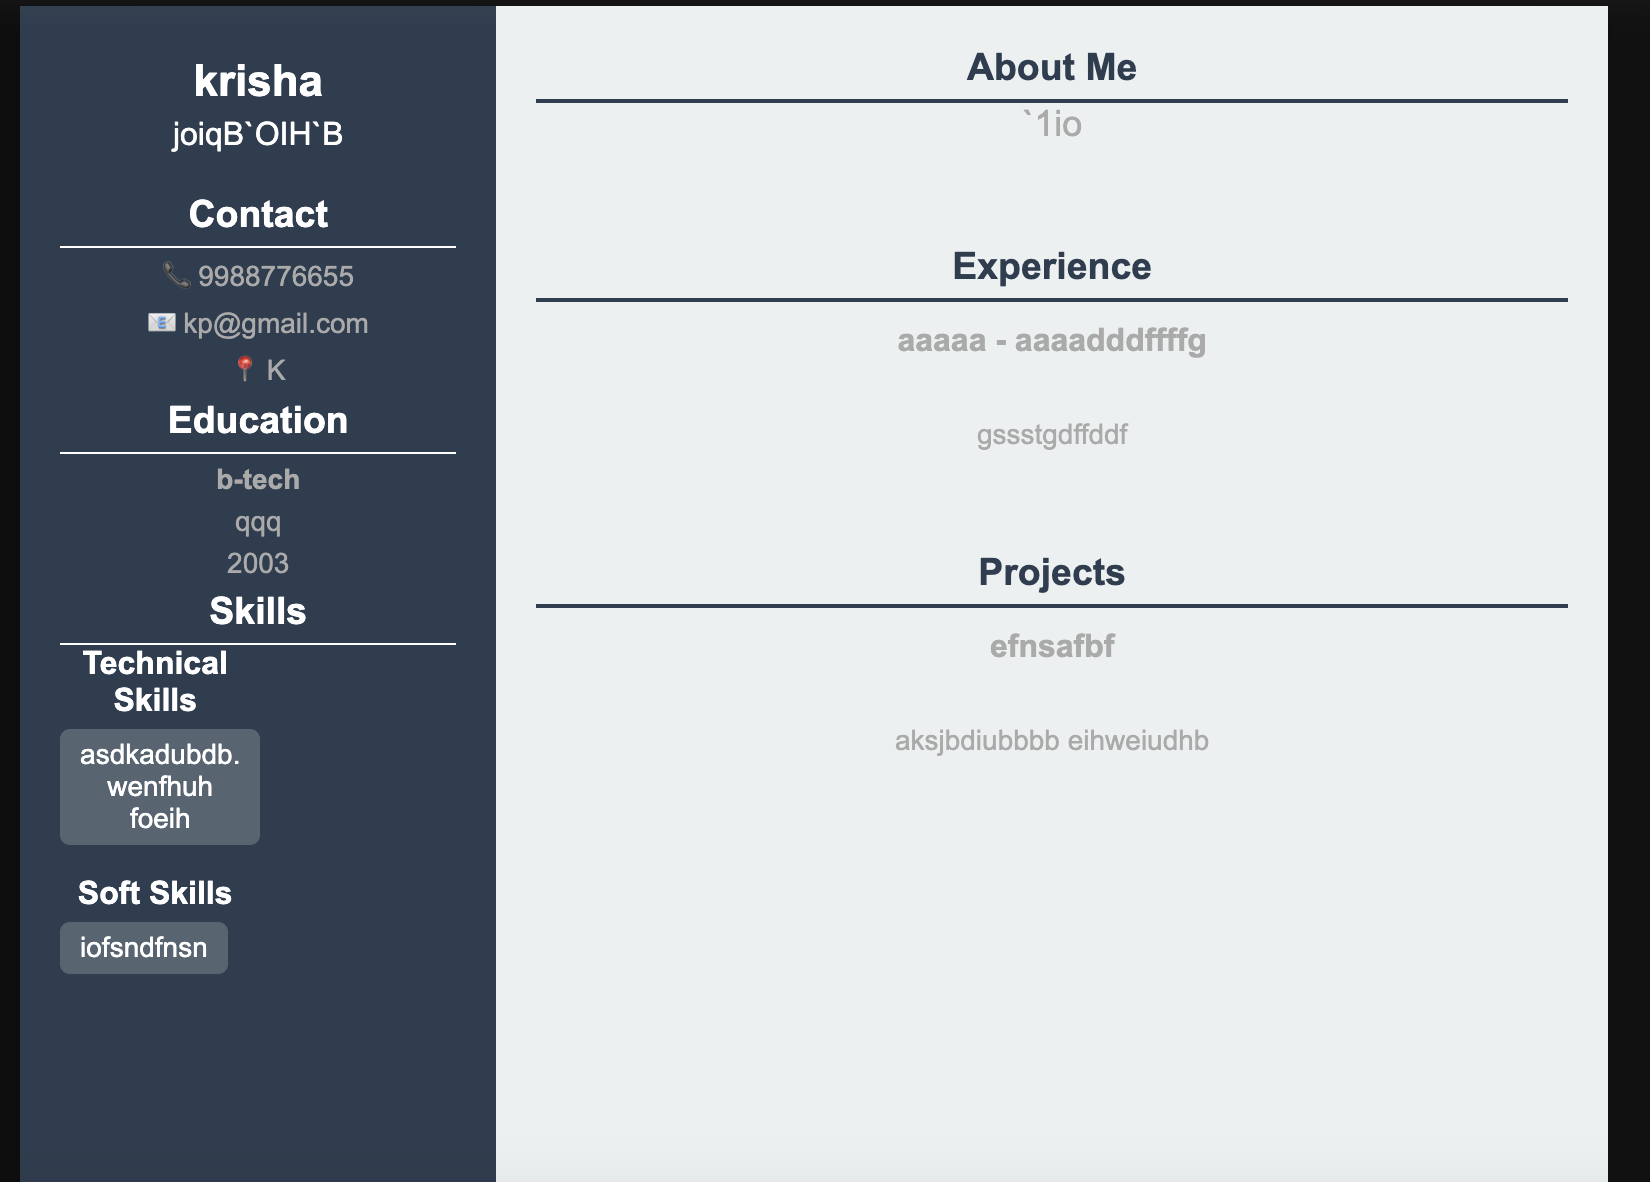 krisha
joiqB`OIH`B
Contact
📞 9988776655
📧 kp@gmail.com
📍 K
Education
b-tech
qqq
2003
Skills
Technical
Skills
asdkadubdb.
wenfhuh
foeih
Soft Skills
iofsndfnsn
About Me
`1io
Experience
aaaaa - aaaadddffffg
gssstgdffddf
Projects
efnsafbf
aksjbdiubbbb eihweiudhb